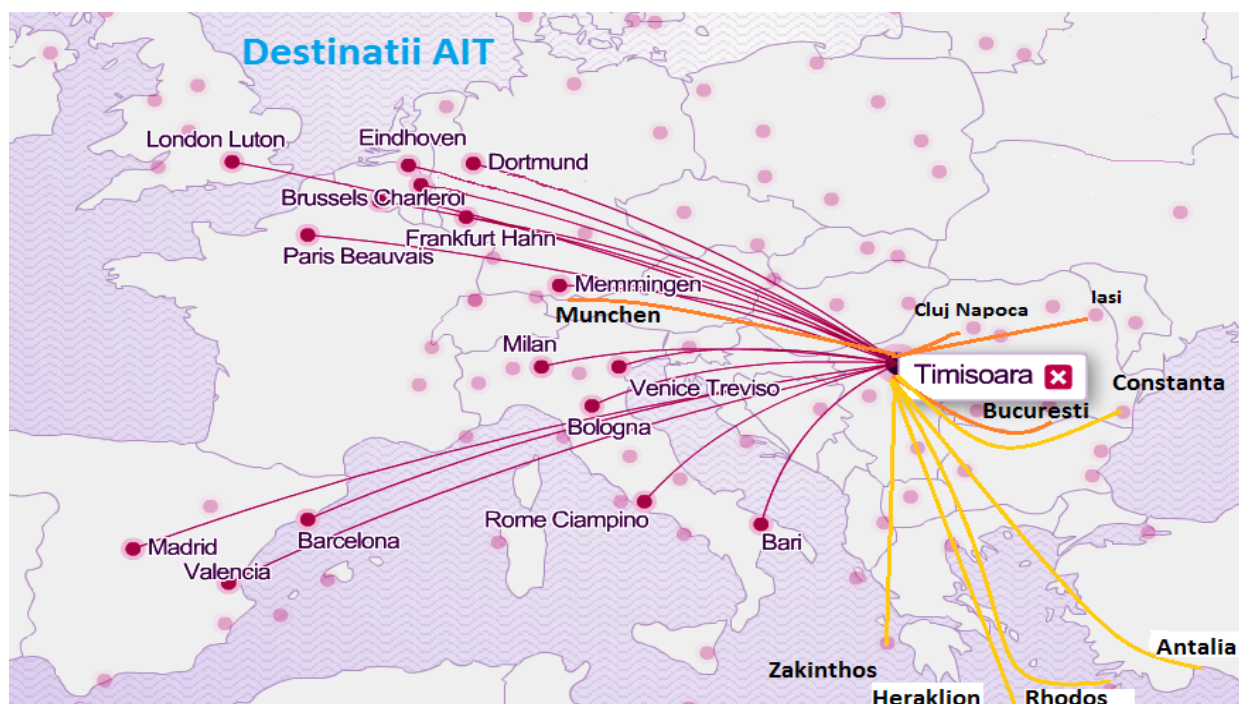 Destinatii AIT
London Luton
Eindhoven
Dortmund
Brussels Charleroi
Frankfurt Hahn
Paris Beauvais
Memmingen
Munchen
Cluj Napoca
Iasi
Milan
Timisoara
Constanta
Venice Treviso
Bucuresti
Bologna
Rome Ciampino
Bari
Barcelona
Madrid
Valencia
Antalia
Zakinthos
Heraklion
Rhodos